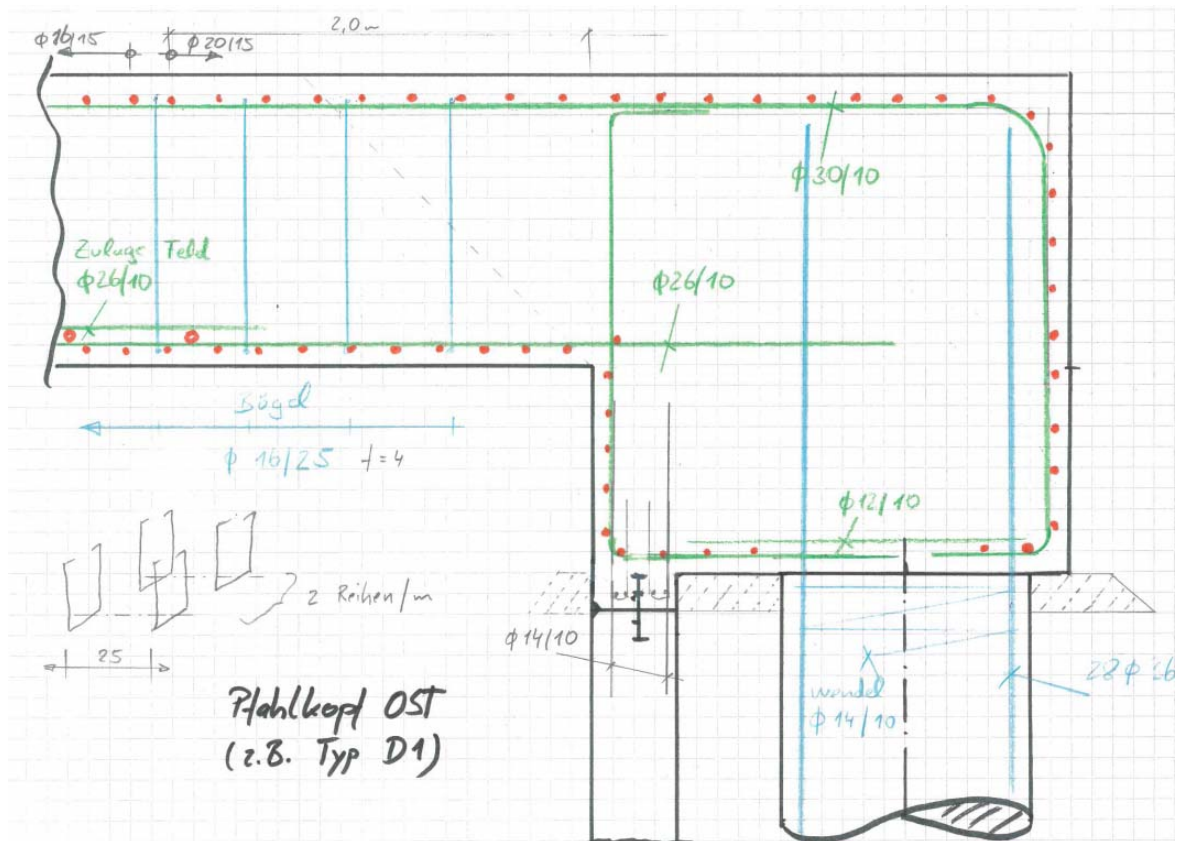 2,0 m
ϕ16/15
ϕ20/15
ϕ30/10
Zulage Feld
ϕ26/10
ϕ26/10
Bügel
ϕ 16/25
ϕ12/10
2 Reihen/m
25
ϕ14/10
28 ϕ 26
Wendel
ϕ 14/10
Pfahlkopf OST
(z.B. Typ D1)